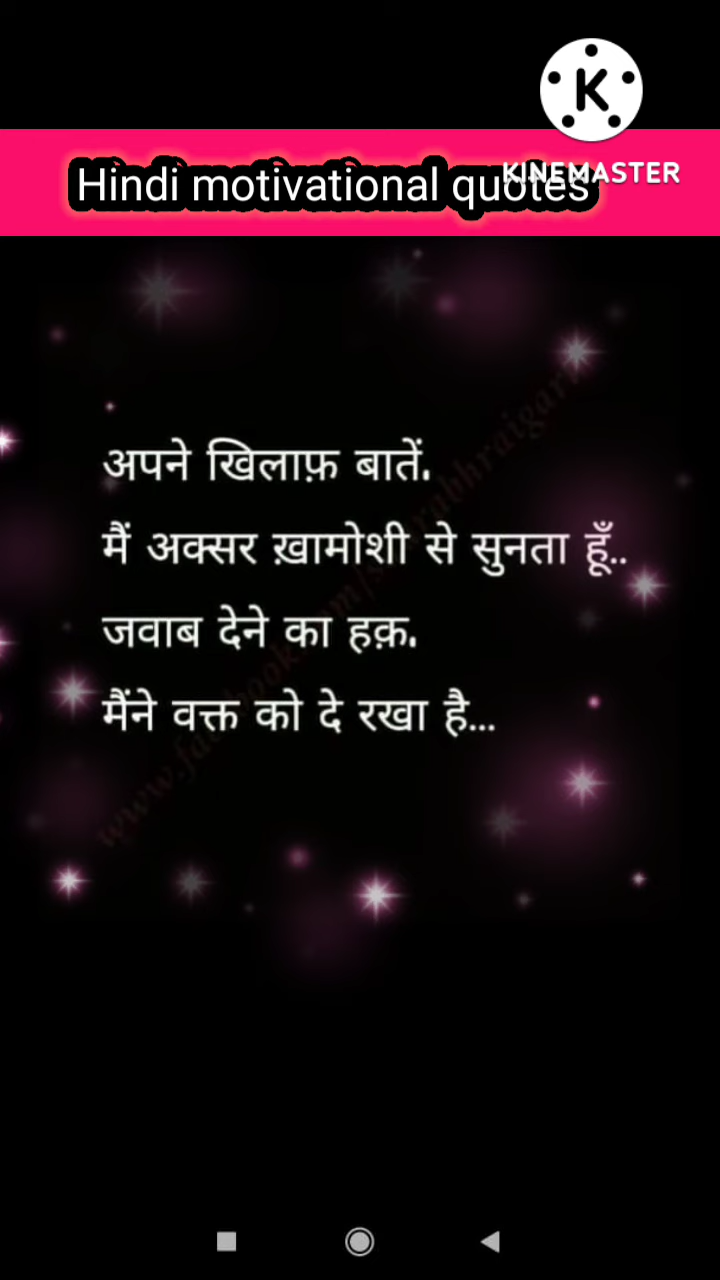 K
KINEMASTER
Hindi motivational quotes
अपने खिलाफ़ बातें.
मैं अक्सर ख़ामोशी से सुनता हूँ..
जवाब देने का हक़.
मैंने वक्त को दे रखा है...